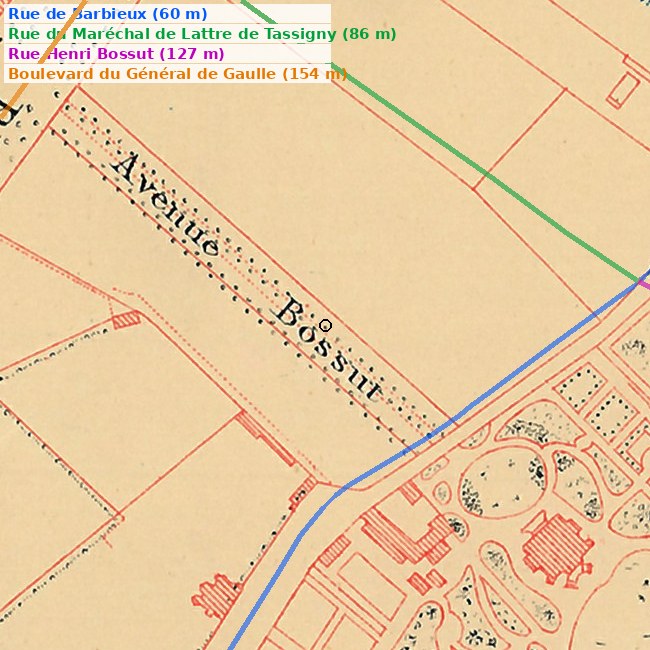 Rue de Barbieux (60 m)
Rue du Maréchal de Lattre de Tassigny (86 m)
Rue Henri Bossut (127 m)
Boulevard du Général de Gaulle (154 m)
Avenue Bossut